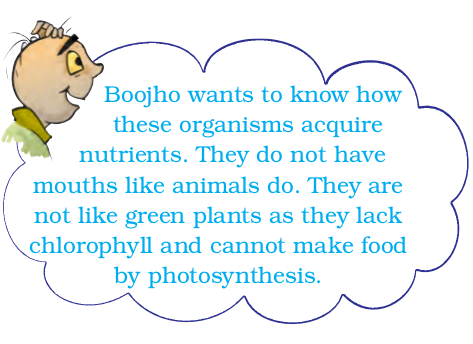 Boojho wants to know how
these organisms acquire
nutrients. They do not have
mouths like animals do. They are
not like green plants as they lack
chlorophyll and cannot make food
by photosynthesis.